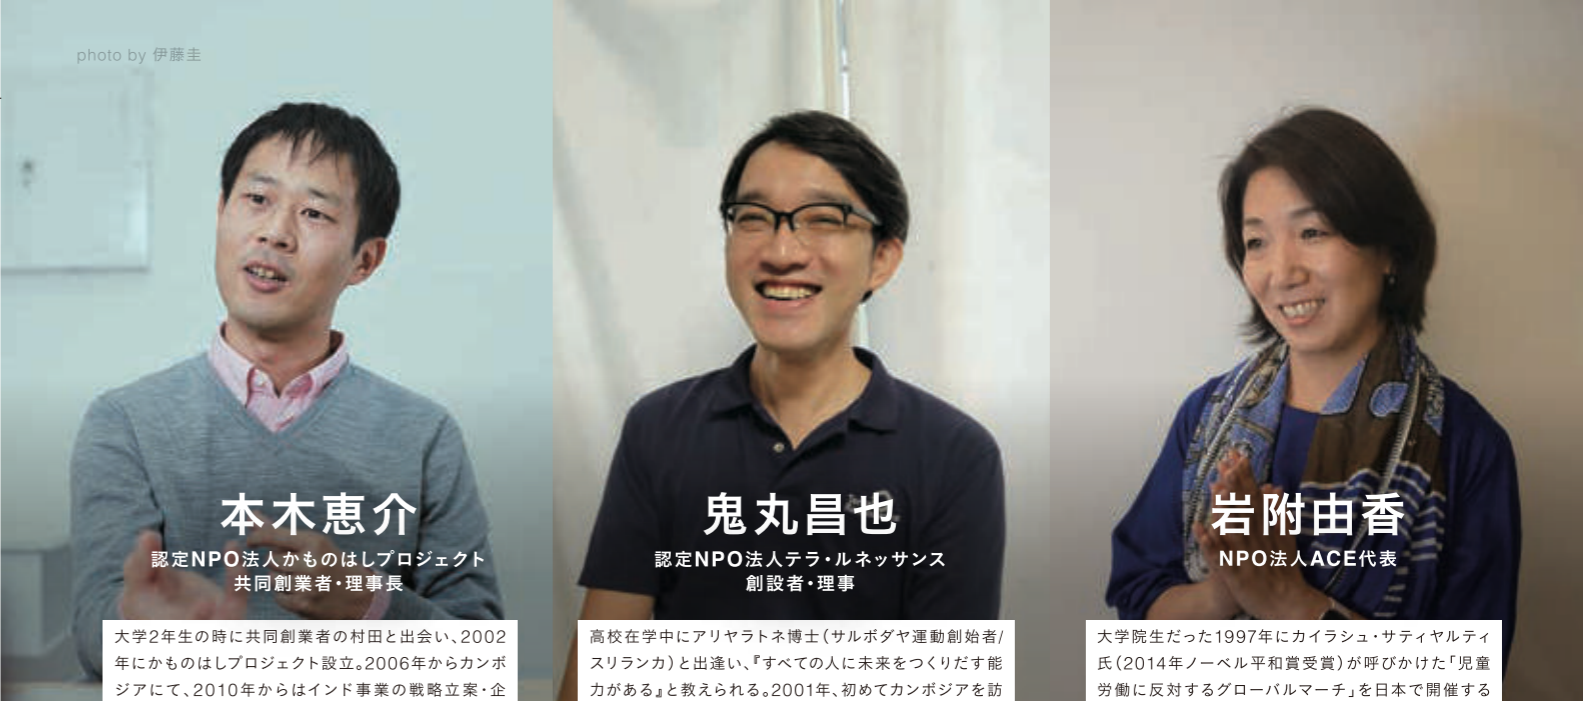 photo by 伊藤圭
本木恵介
認定NPO法人かものはしプロジェクト
共同創業者・理事長
大学2年生の時に共同創業者の村田と出会い、2002
年にかものはしプロジェクト設立。2006年からカンボ
ジアにて、2010年からはインド事業の戦略立案・企
鬼丸昌也
認定NPO法人テラ・ルネッサンス
創設者・理事
高校在学中にアリヤラトネ博士(サルボダヤ運動創始者/
スリランカ)と出逢い、『すべての人に未来をつくりだす能
力がある』と教えられる。2001年、初めてカンボジアを訪
岩附由香
NPO法人ACE代表
大学院生だった1997年にカイラシュ・サティヤルティ
氏(2014年ノーベル平和賞受賞)が呼びかけた「児童
労働に反対するグローバルマーチ」を日本で開催する